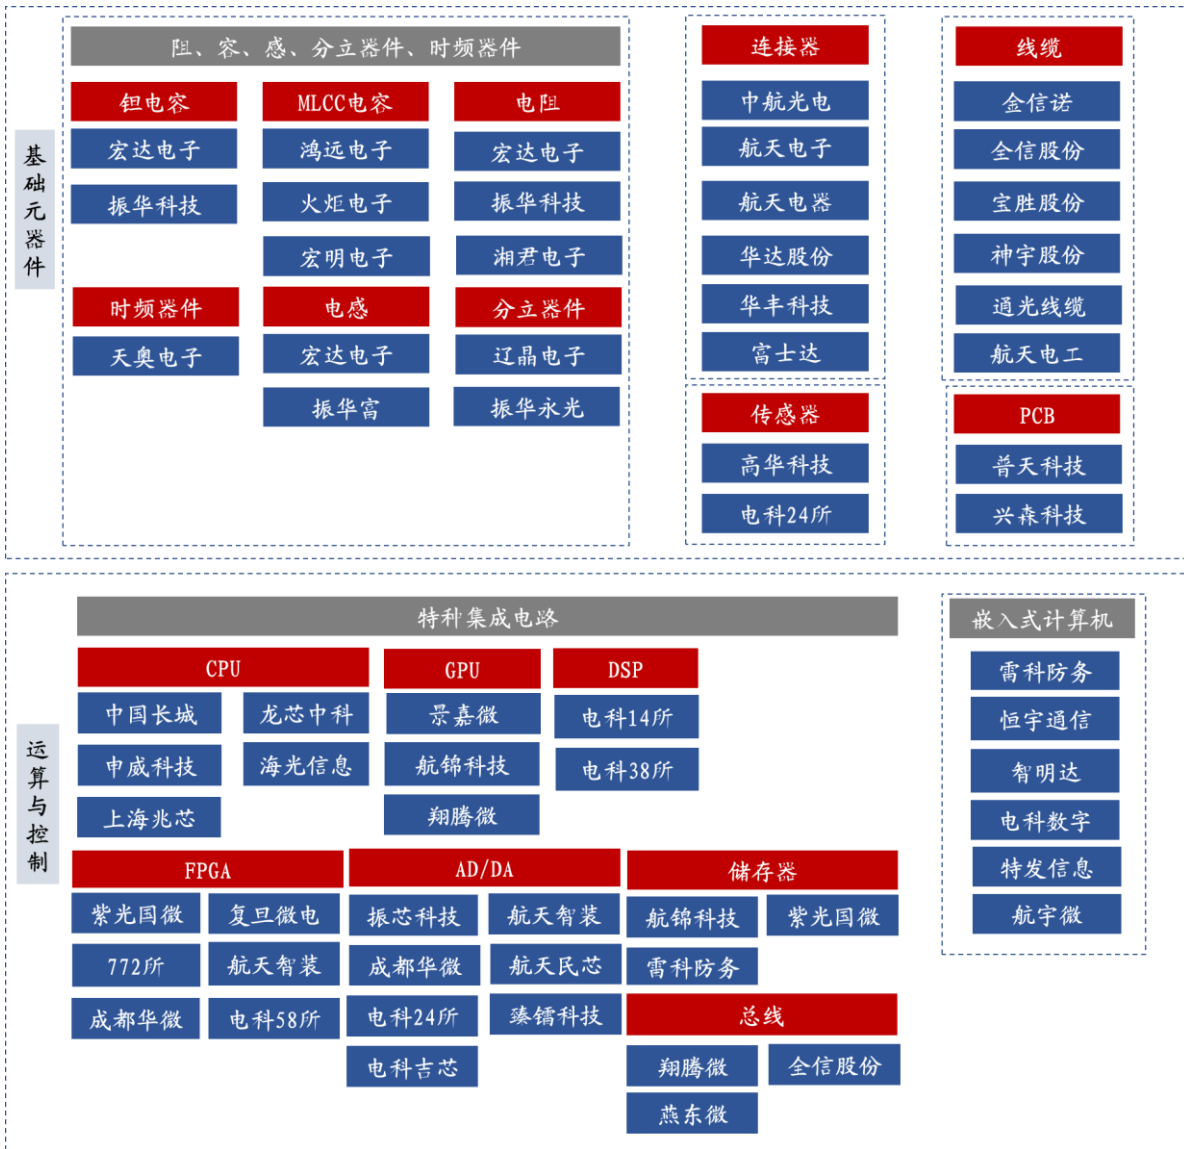 基础元器件
阻、容、感、分立器件、时频器件
钽电容
宏达电子
振华科技
MLCC电容
鸿远电子
火炬电子
宏明电子
电阻
宏达电子
振华科技
湘君电子
时频器件
天奥电子
电感
宏达电子
振华富
分立器件
辽晶电子
振华永光
连接器
中航光电
航天电子
航天电器
华达股份
华丰科技
富士达
线缆
金信诺
全信股份
宝胜股份
神宇股份
通光线缆
航天电工
传感器
高华科技
电科24所
PCB
普天科技
兴森科技
运算与控制
特种集成电路
CPU
中国长城
龙芯中科
申威科技
海光信息
上海兆芯
GPU
景嘉微
航锦科技
翔腾微
DSP
电科14所
电科38所
FPGA
紫光国微
复旦微电
772所
航天智装
成都华微
电科58所
AD/DA
振芯科技
航天智装
成都华微
航天民芯
电科24所
臻镭科技
电科吉芯
储存器
航锦科技
紫光国微
雷科防务
总线
翔腾微
全信股份
燕东微
嵌入式计算机
雷科防务
恒宇通信
智明达
电科数字
特发信息
航宇微